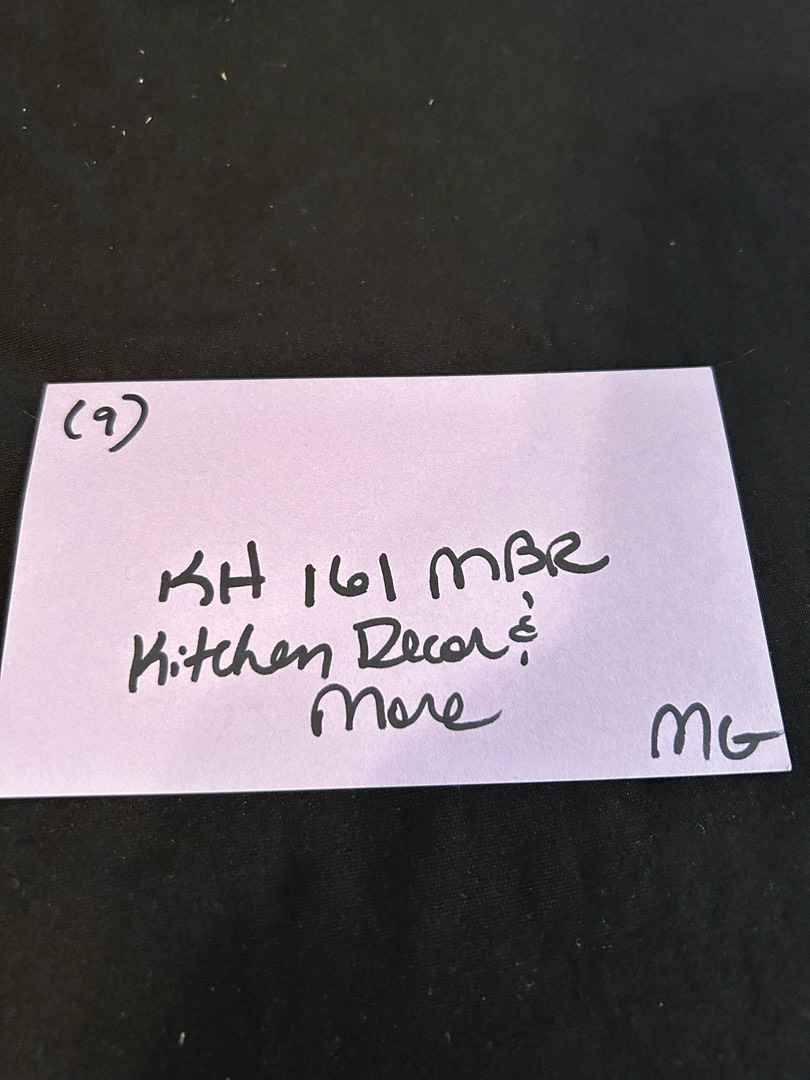 (9)
KH 161 MBR
Kitchen Decor &
More
MG